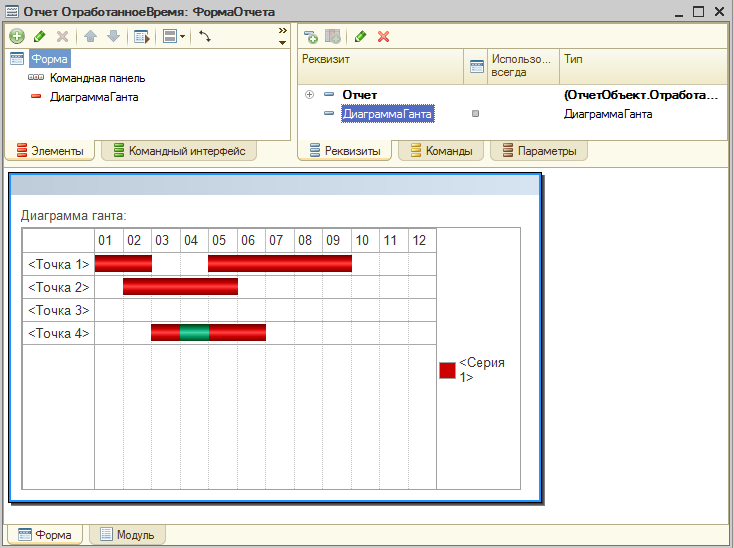 Отчет ОтработанноеВремя: ФормаОтчета
Форма
Командная панель
ДиаграммаГанта
Элементы
Командный интерфейс
Реквизит
Использо... всегда
Тип
Отчет
(ОтчетОбъект.Отработа...
ДиаграммаГанта
ДиаграммаГанта
Реквизиты
Команды
Параметры
Диаграмма ганта:
01 02 03 04 05 06 07 08 09 10 11 12
<Точка 1>
<Точка 2>
<Точка 3>
<Точка 4>
<Серия
1>
Форма
Модуль